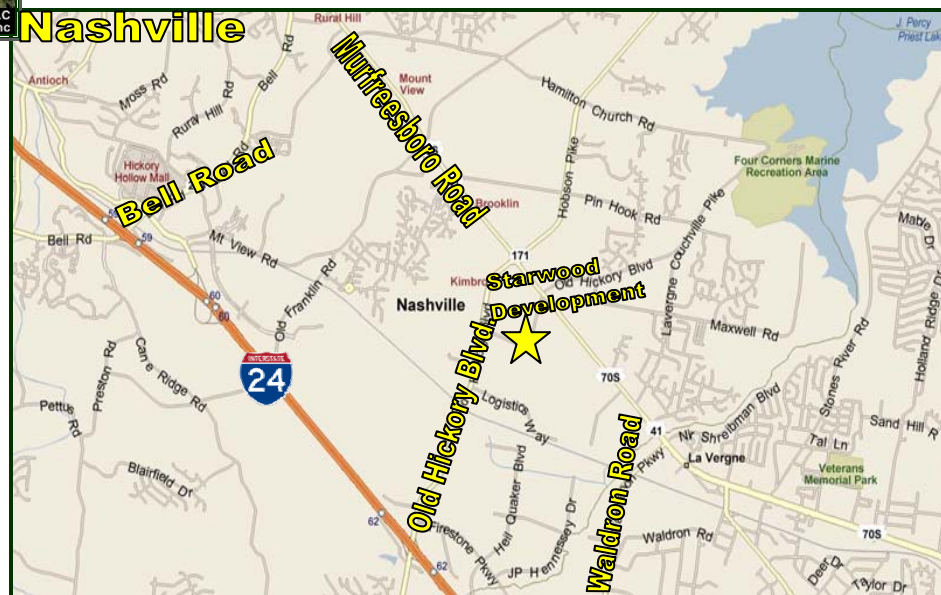 Nashville
Rural Hill
J. Percy
Priest Lake
Antioch
Moss Rd
Rural Hill Rd
Bell Rd
Mount
View
Murfreesboro Road
Hamilton Church Rd
Hickory
Hollow Mall
Rd
Bell Road
Four Corners Marine
Recreation Area
Hobson Pike
Brooklin
Pin Hook Rd
Lavergne Couchville Pike
Mable Dr
Bell Rd
59
Mt View Rd
171
Starwood
Development
Old Hickory Blvd
Holland Ridge Dr
60
60
Old Franklin Rd
Nashville
Maxwell Rd
Stones River Rd
INTERSTATE
24
Preston Rd
Cane Ridge Rd
Pettus Rd
70S
Old Hickory Blvd.
Logistics Way
41
Nir Shreibman Blvd
Sand Hill R
Tal Ln
La Vergne
Veterans
Memorial Park
Blairfield Dr
Heil Quaker Blvd
Waldron Road
Pkwy
62
62
Firestone Pkwy
JP Hennessey Dr
Waldron Rd
70S
Deer Dr
Taylor Dr